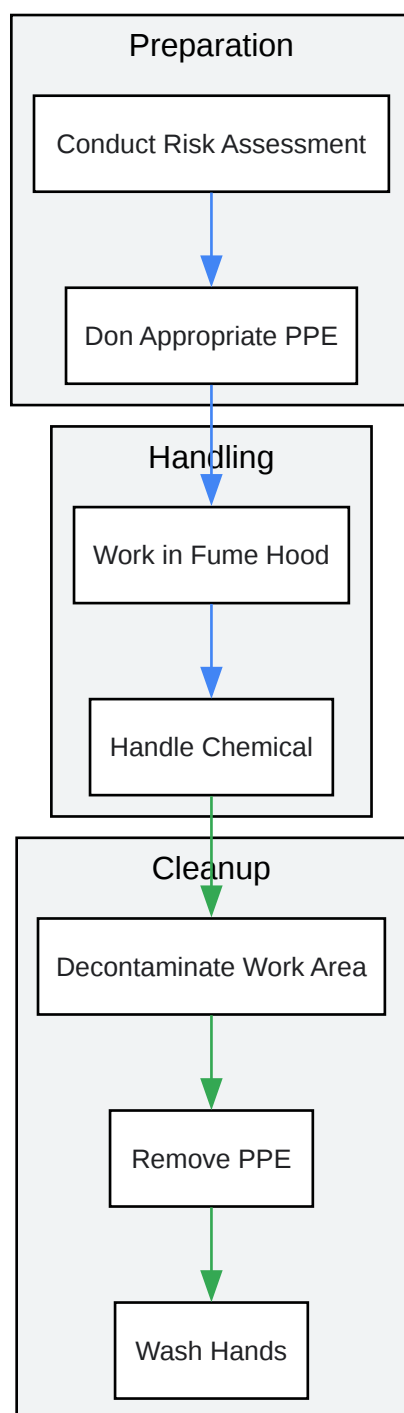 Preparation
Conduct Risk Assessment
Don Appropriate PPE
Handling
Work in Fume Hood
Handle Chemical
Cleanup
Decontaminate Work Area
Remove PPE
Wash Hands